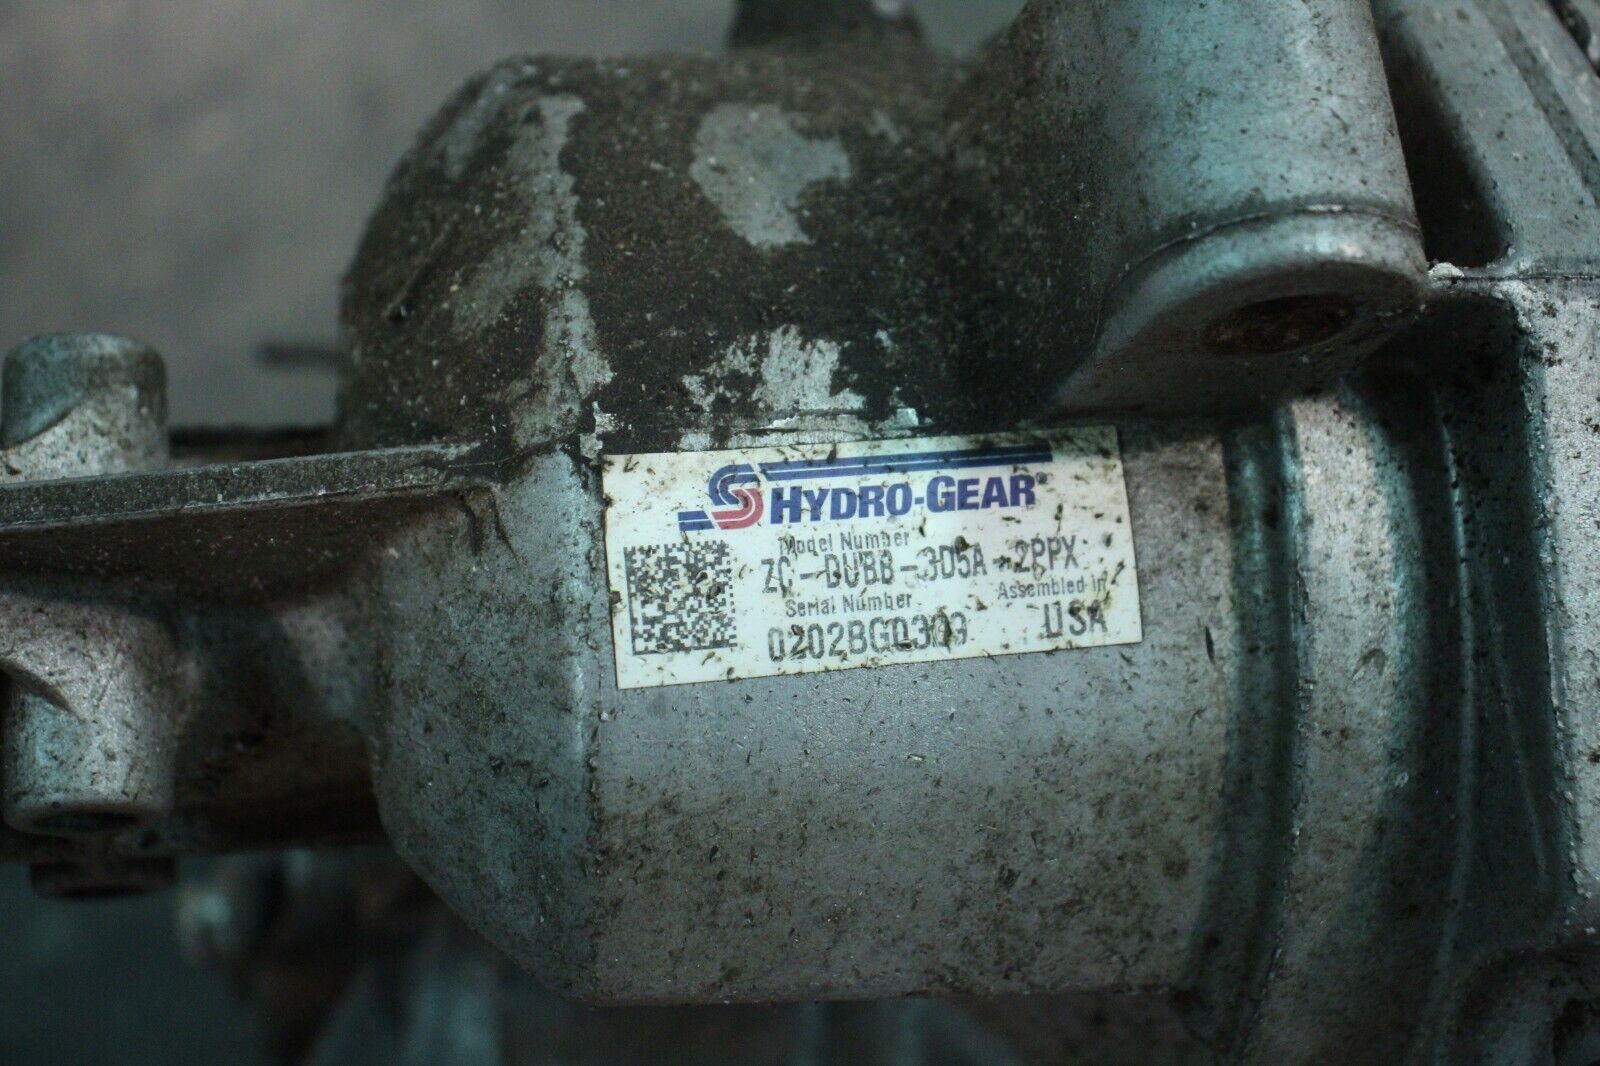 HYDRO-GEAR®
Model Number
ZC-DUBB-3D5A-2PPX
Serial Number
0202BG0309
Assembled in
USA